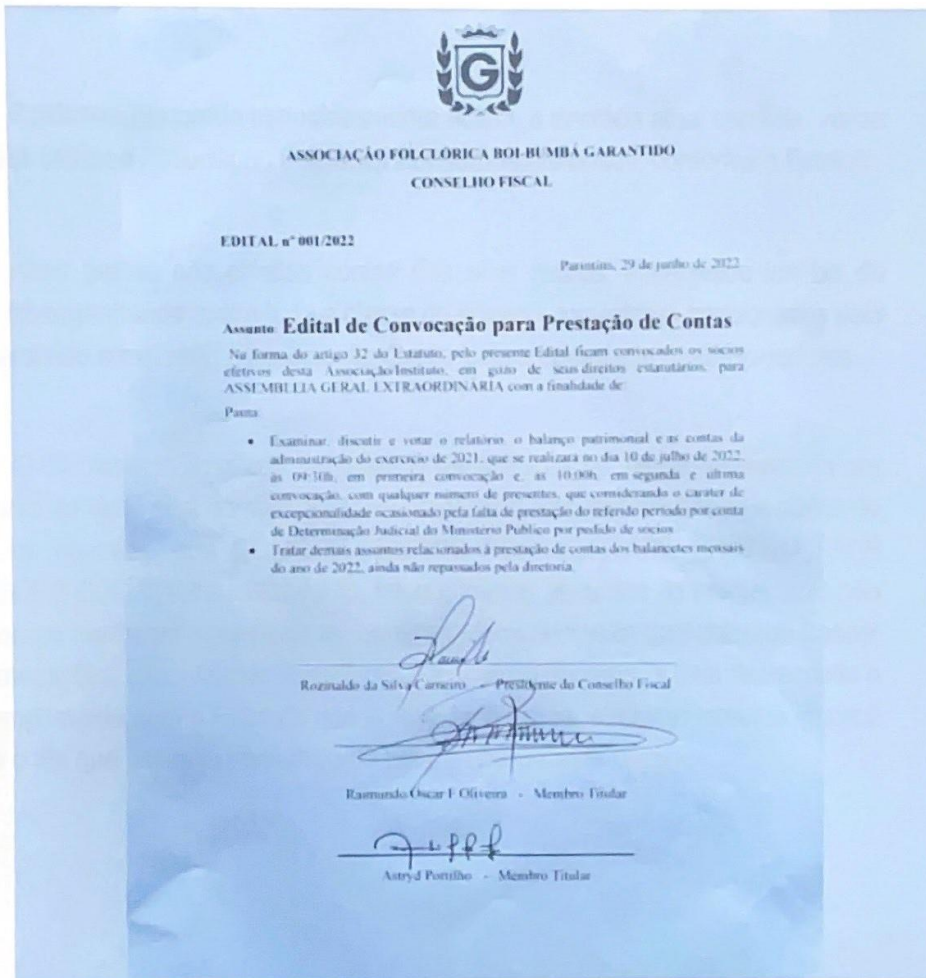 G
ASSOCIAÇÃO FOLCLÓRICA BOI-BUMBÁ GARANTIDO
CONSELHO FISCAL
EDITAL nº 001/2022
Parintins, 29 de junho de 2022
Assunto: Edital de Convocação para Prestação de Contas
Na forma do artigo 32 do Estatuto, pelo presente Edital ficam convocados os sócios
efetivos desta Associação/Instituto, em gozo de seus direitos estatutários, para
ASSEMBLEIA GERAL EXTRAORDINÁRIA com a finalidade de:
Pauta:
• Examinar, discutir e votar o relatório, o balanço patrimonial e as contas da
administração do exercício de 2021, que se realizará no dia 10 de julho de 2022,
às 09:30h, em primeira convocação e, as 10:00h, em segunda e última
convocação, com qualquer número de presentes, que considerando o caráter de
excepcionalidade ocasionado pela falta de prestação do referido período por conta
de Determinação Judicial do Ministério Público por pedido de sócios
• Tratar demais assuntos relacionados à prestação de contas dos balancetes mensais
do ano de 2022, ainda não repassados pela diretoria.
Rozinaldo da Silva Carneiro - Presidente do Conselho Fiscal
Raimundo Oscar F Oliveira - Membro Titular
Astryd Portilho - Membro Titular